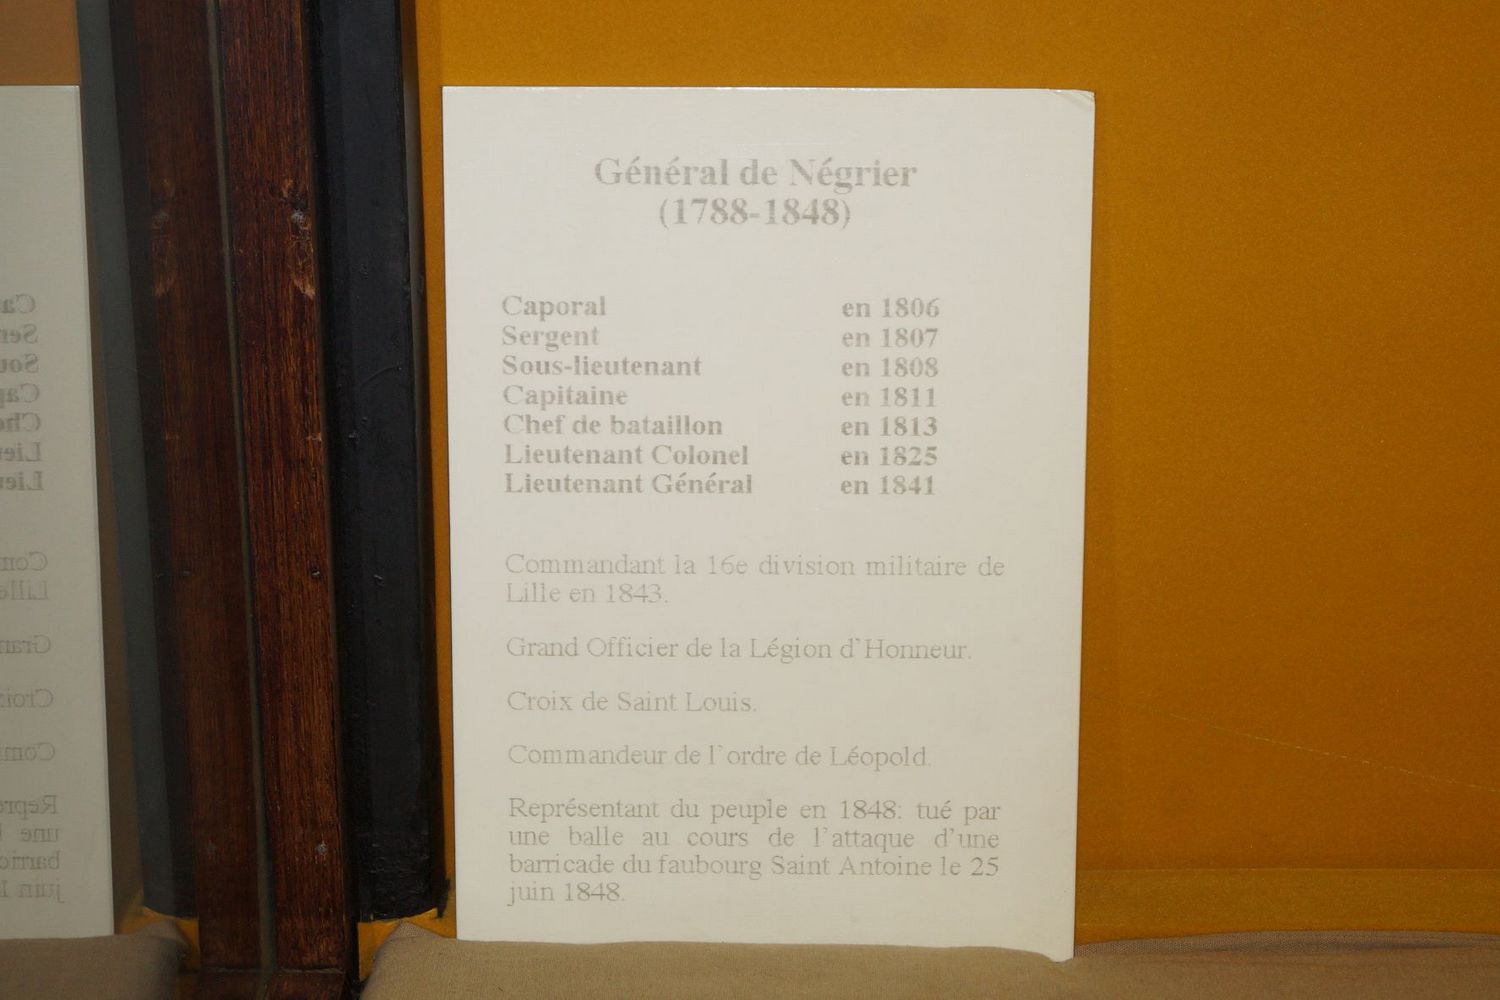 Général de Négrier
(1788-1848)
Caporal en 1806
Sergent en 1807
Sous-lieutenant en 1808
Capitaine en 1811
Chef de bataillon en 1813
Lieutenant Colonel en 1825
Lieutenant Général en 1841
Commandant la 16e division militaire de
Lille en 1843.
Grand Officier de la Légion d'Honneur.
Croix de Saint Louis.
Commandeur de l'ordre de Léopold.
Représentant du peuple en 1848: tué par
une balle au cours de l'attaque d'une
barricade du faubourg Saint Antoine le 25
juin 1848.